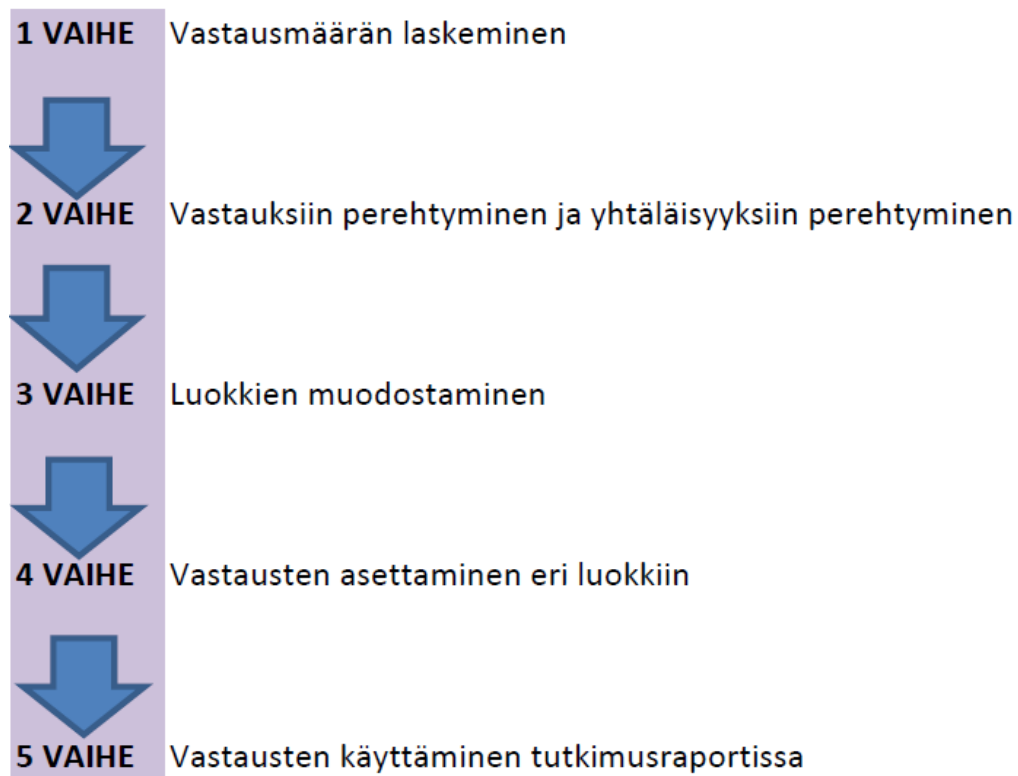 1 VAIHE Vastausmäärän laskeminen
2 VAIHE Vastauksiin perehtyminen ja yhtäläisyyksiin perehtyminen
3 VAIHE Luokkien muodostaminen
4 VAIHE Vastausten asettaminen eri luokkiin
5 VAIHE Vastausten käyttäminen tutkimusraportissa